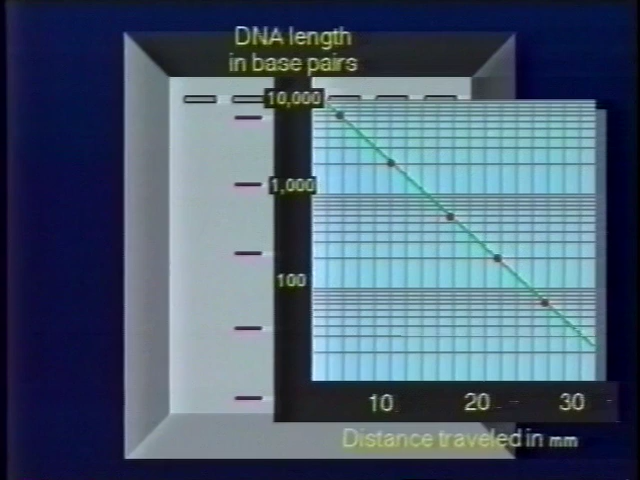 DNA length
in base pairs
10,000
1,000
100
10 20 30
Distance traveled in mm